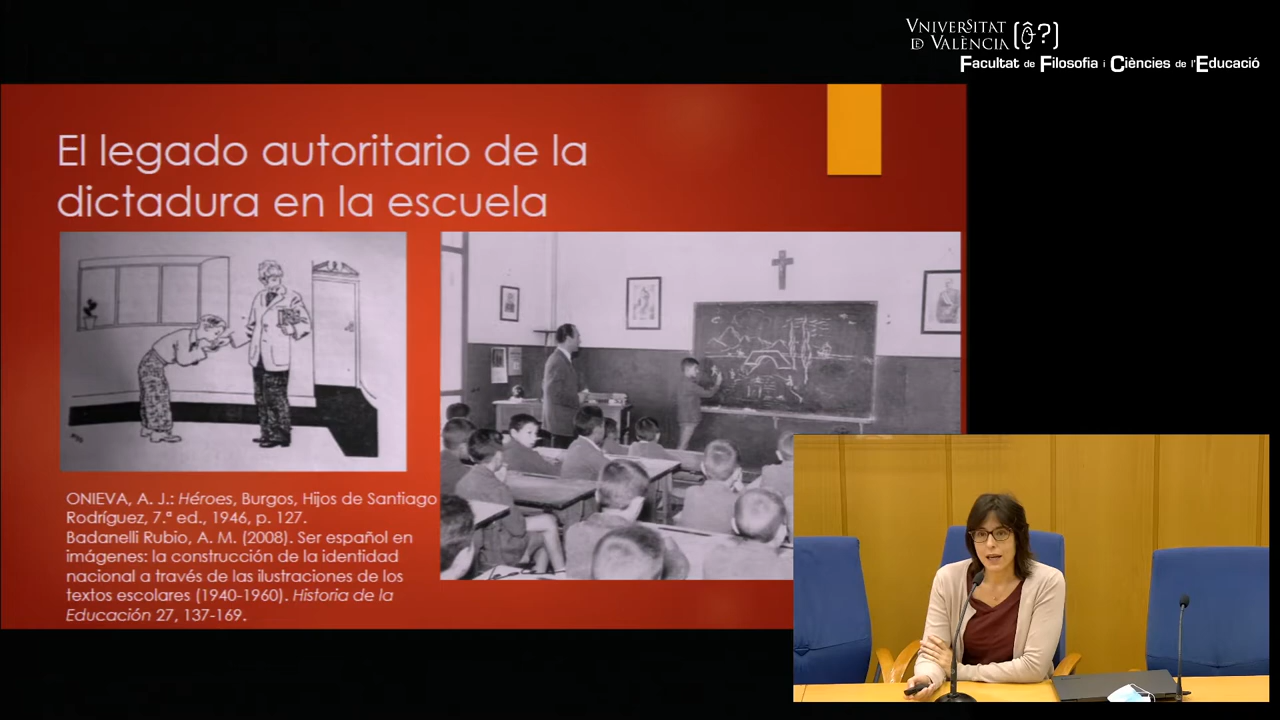 VNIVERSITAT
D VALÈNCIA
Facultat de Filosofia i Ciències de l'Educació
El legado autoritario de la
dictadura en la escuela
ONIEVA, A. J.: Héroes, Burgos, Hijos de Santiago
Rodríguez, 7.ª ed., 1946, p. 127.
Badanelli Rubio, A. M. (2008). Ser español en
imágenes: la construcción de la identidad
nacional a través de las ilustraciones de los
textos escolares (1940-1960). Historia de la
Educación 27, 137-169.